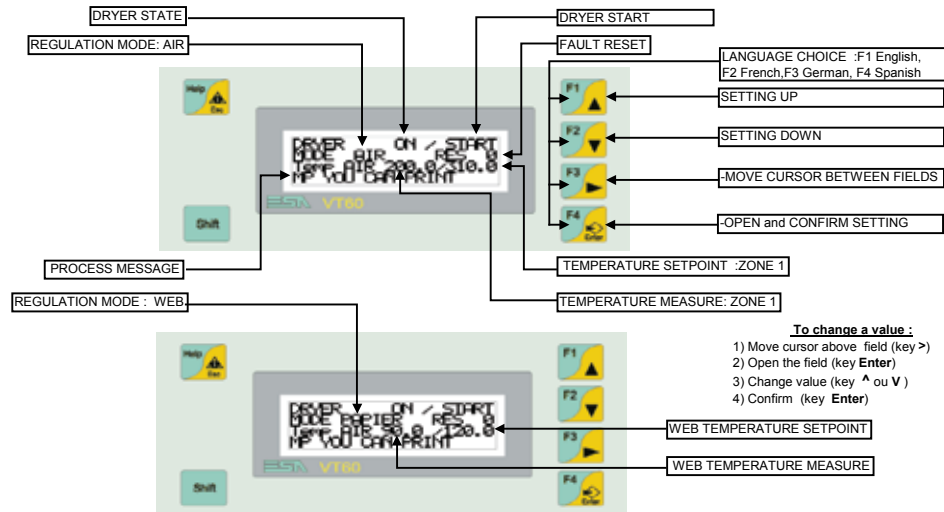 DRYER STATE
DRYER START
REGULATION MODE: AIR
FAULT RESET
LANGUAGE CHOICE :F1 English,
F2 French,F3 German, F4 Spanish
SETTING UP
SETTING DOWN
-MOVE CURSOR BETWEEN FIELDS
-OPEN and CONFIRM SETTING
Help
Esc
Shift
F1
F2
F3
F4
Enter
DRYER ON / START
MODE AIR RES 0
Temp AIR 200.0/310.0
MP YOU CAN PRINT
ESA VT60
PROCESS MESSAGE
TEMPERATURE SETPOINT :ZONE 1
REGULATION MODE : WEB
TEMPERATURE MEASURE: ZONE 1
To change a value :
1) Move cursor above field (key >)
2) Open the field (key Enter)
3) Change value (key ^ ou V )
4) Confirm (key Enter)
Help
Esc
Shift
F1
F2
F3
F4
Enter
DRYER ON / START
MODE PAPIER RES 0
Temp AIR 90.0 /120.0
MP YOU CAN PRINT
ESA VT60
WEB TEMPERATURE SETPOINT
WEB TEMPERATURE MEASURE